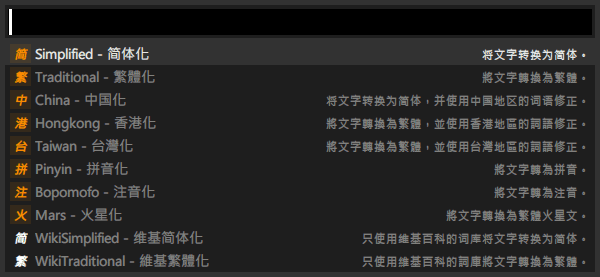 简 Simplified - 简体化 将文字转换为简体。
繁 Traditional - 繁體化 將文字轉換為繁體。
中 China - 中国化 将文字转换为简体，并使用中国地区的词语修正。
港 Hongkong - 香港化 將文字轉換為繁體，並使用香港地區的詞語修正。
台 Taiwan - 台灣化 將文字轉換為繁體，並使用台灣地區的詞語修正。
拼 Pinyin - 拼音化 將文字轉為拼音。
注 Bopomofo - 注音化 將文字轉為注音。
火 Mars - 火星化 將文字轉換為繁體火星文。
简 WikiSimplified - 维基简体化 只使用维基百科的词库将文字转换为简体。
繁 WikiTraditional - 維基繁體化 只使用維基百科的詞庫將文字轉換為繁體。